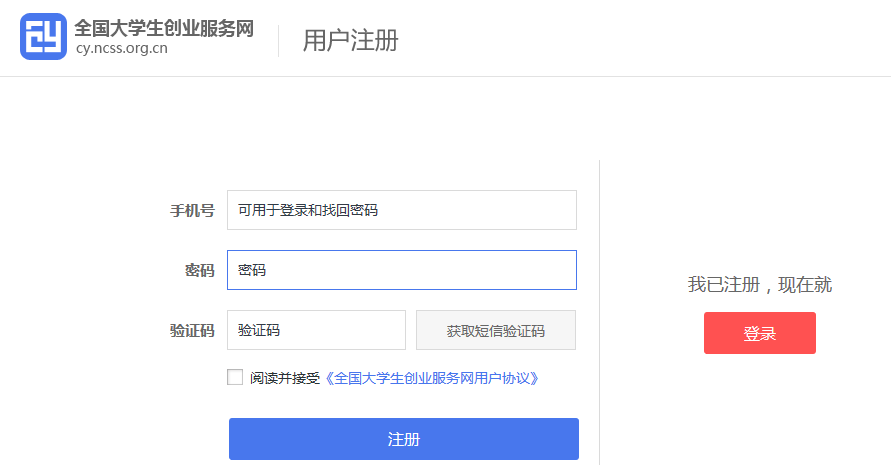 全国大学生创业服务网
cy.ncss.org.cn
用户注册
手机号 可用于登录和找回密码
密码 密码
验证码 验证码 获取短信验证码
阅读并接受《全国大学生创业服务网用户协议》
注册
我已注册，现在就
登录